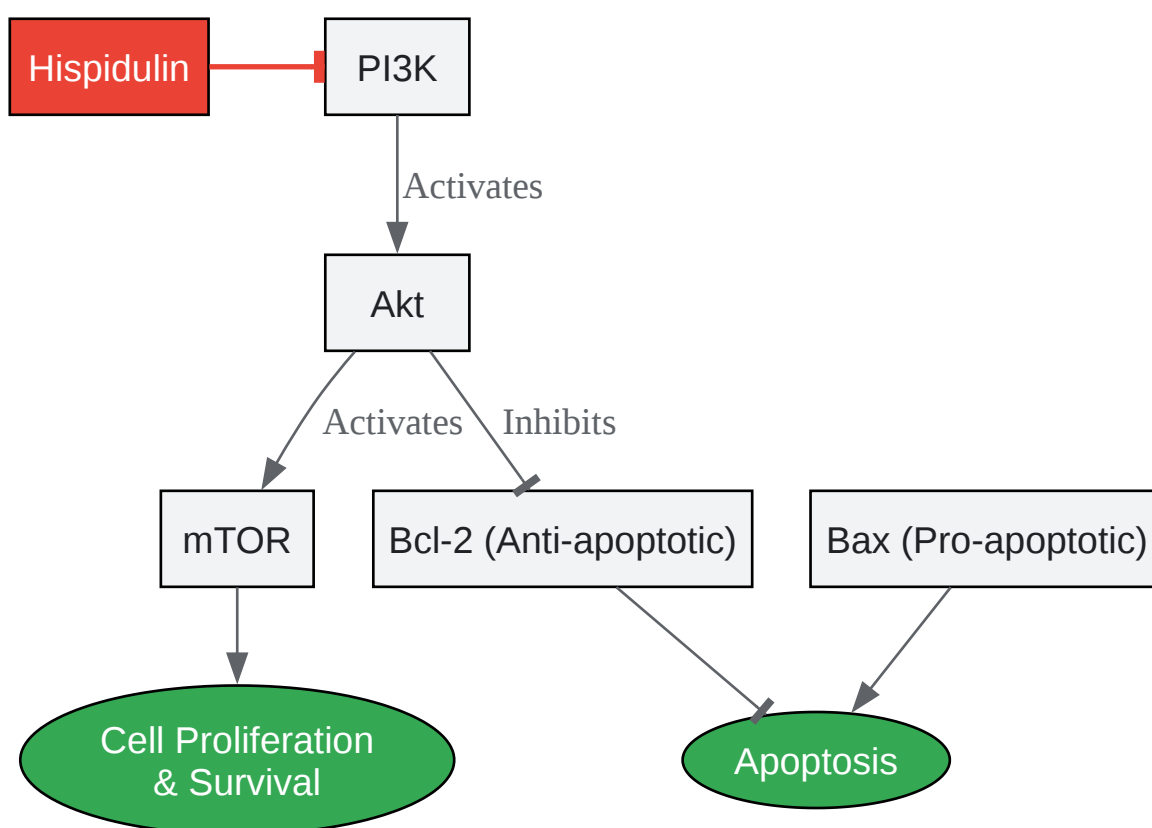 Hispidulin
PI3K
Activates
Akt
Activates
Inhibits
mTOR
Bcl-2 (Anti-apoptotic)
Bax (Pro-apoptotic)
Cell Proliferation
& Survival
Apoptosis